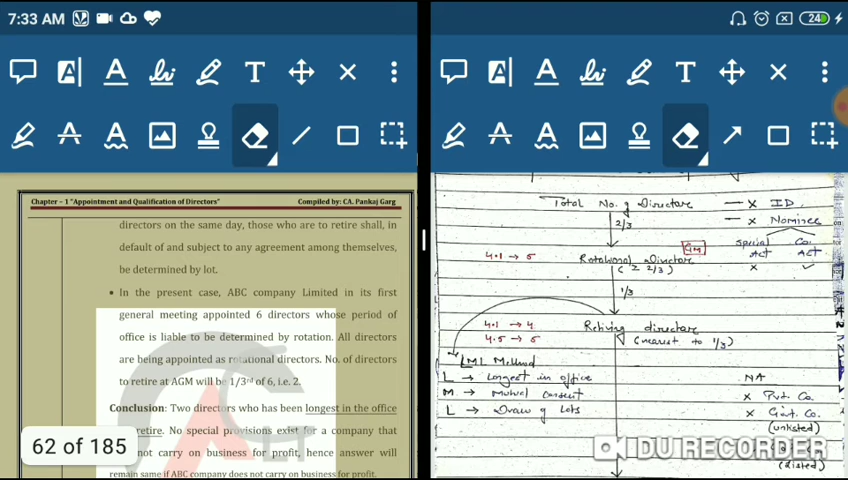 7:33 AM
24
Chapter – 1 "Appointment and Qualification of Directors"
Compiled by: CA. Pankaj Garg
directors on the same day, those who are to retire shall, in
default of and subject to any agreement among themselves,
be determined by lot.
• In the present case, ABC company Limited in its first
general meeting appointed 6 directors whose period of
office is liable to be determined by rotation. All directors
are being appointed as rotational directors. No. of directors
to retire at AGM will be 1/3rd of 6, i.e. 2.
Conclusion: Two directors who has been longest in the office
retire. No special provisions exist for a company that
not carry on business for profit, hence answer will
remain same if ABC company does not carry on business for profit.
62 of 185
Total No. of Directors — x ID.
2/3 — x Nominee
GM Special Co.
4.1 → 5 Rotational Director Act Act
(≥ 2/3) x ✓
1/3
4.1 → 4 Retiring directors
4.5 → 5 (nearest to 1/3)
LML Method
L → Longest in office NA
M → Mutual consent x Pvt. Co.
L → Draw of Lots x Govt. Co.
(unlisted)
DU RECORDER
(listed)